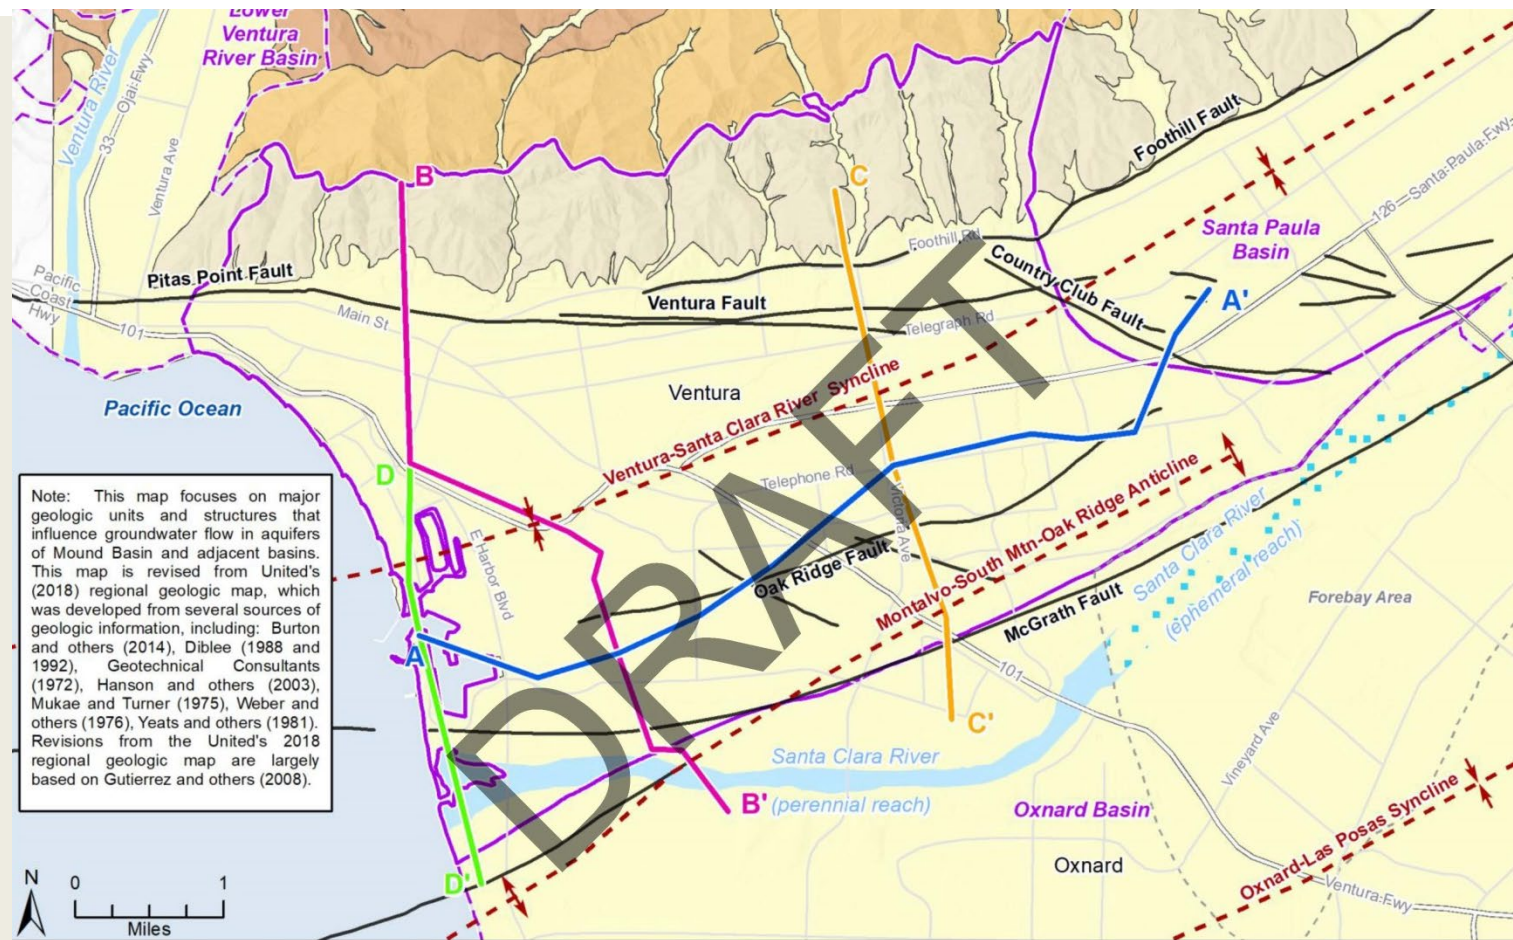 Lower
Ventura
River Basin
Ventura River
33
Ojai Fwy
Ventura Ave
B
C
Foothill Fault
126
Santa Paula Fwy
Santa Paula
Basin
Foothill Rd
Country Club Fault
Pacific
Coast
Hwy
Pitas Point Fault
Ventura Fault
A'
101
Main St
Telegraph Rd
Pacific Ocean
Ventura
Ventura-Santa Clara River Syncline
D
Telephone Rd
Victoria Ave
Montalvo-South Mtn-Oak Ridge Anticline
Note: This map focuses on major
geologic units and structures that
influence groundwater flow in aquifers
of Mound Basin and adjacent basins.
This map is revised from United's
(2018) regional geologic map, which
was developed from several sources of
geologic information, including: Burton
and others (2014), Diblee (1988 and
1992), Geotechnical Consultants
(1972), Hanson and others (2003),
Mukae and Turner (1975), Weber and
others (1976), Yeats and others (1981).
Revisions from the United's 2018
regional geologic map are largely
based on Gutierrez and others (2008).
E Harbor Blvd
Oak Ridge Fault
Santa Clara River
(ephemeral reach)
McGrath Fault
Forebay Area
A
101
C'
Santa Clara River
(perennial reach)
B'
Vineyard Ave
Oxnard Basin
Oxnard
Oxnard-Las Posas Syncline
Ventura Fwy
D'
N
0 1
Miles
DRAFT